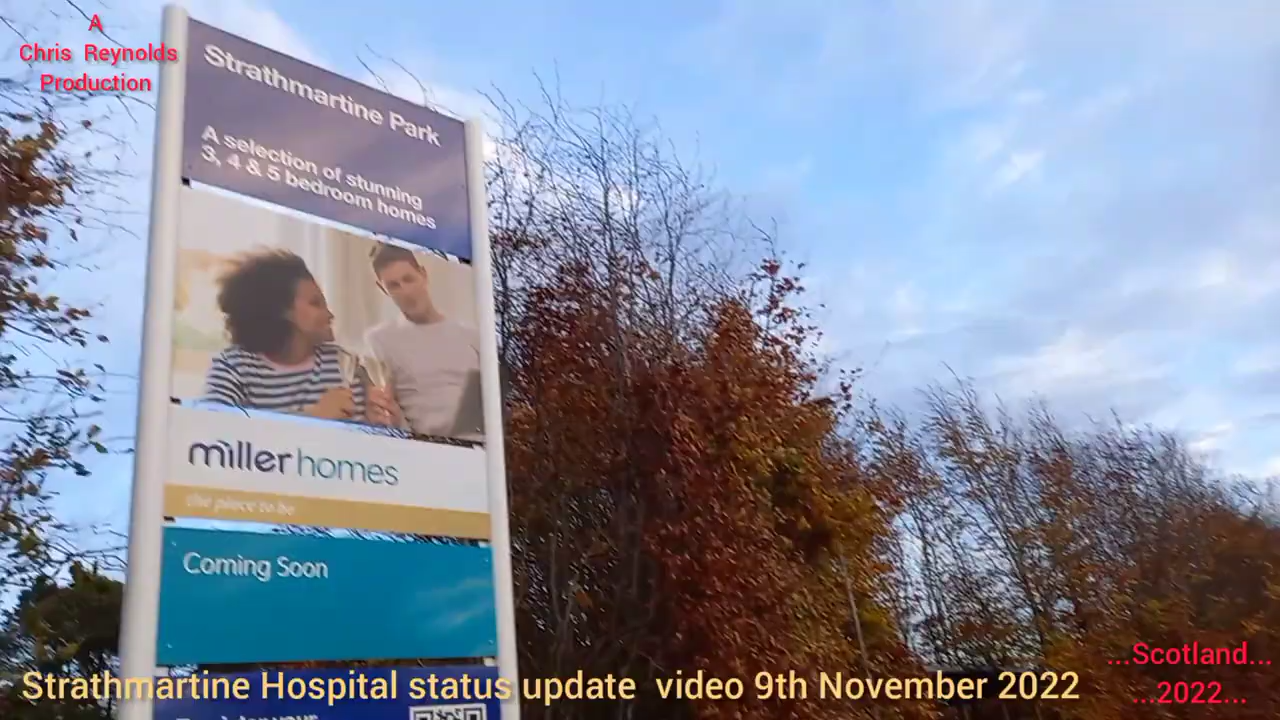 A
Chris Reynolds
Production
Strathmartine Park
A selection of stunning
3, 4 & 5 bedroom homes
miller homes
the place to be
Coming Soon
Strathmartine Hospital status update video 9th November 2022
...Scotland...
...2022...